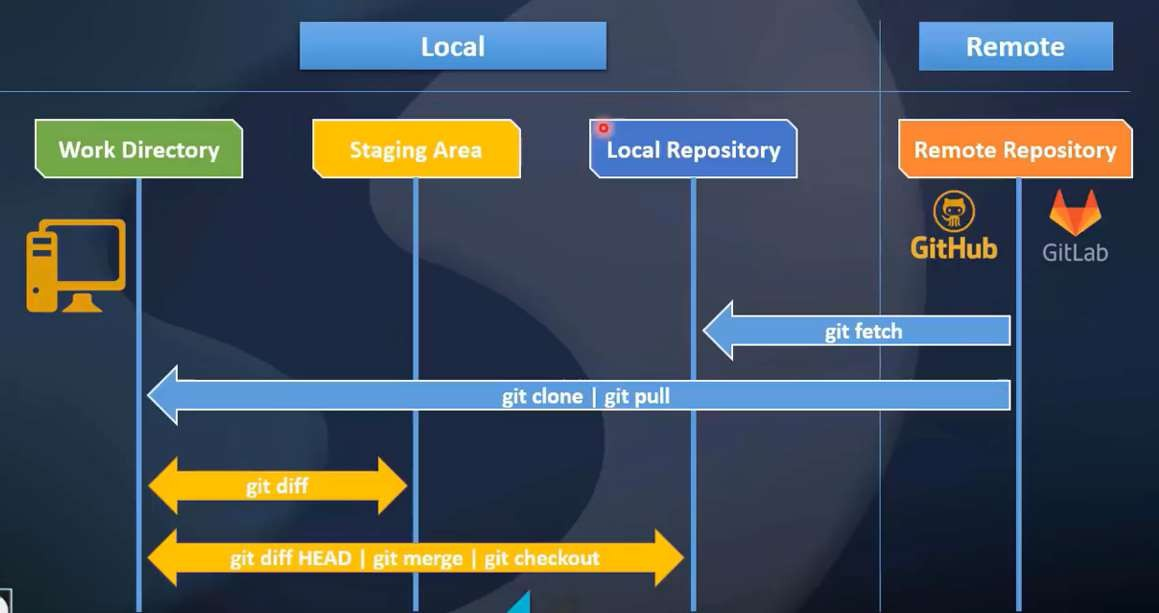 Local
Remote
Work Directory
Staging Area
Local Repository
Remote Repository
GitHub
GitLab
git fetch
git clone | git pull
git diff
git diff HEAD | git merge | git checkout